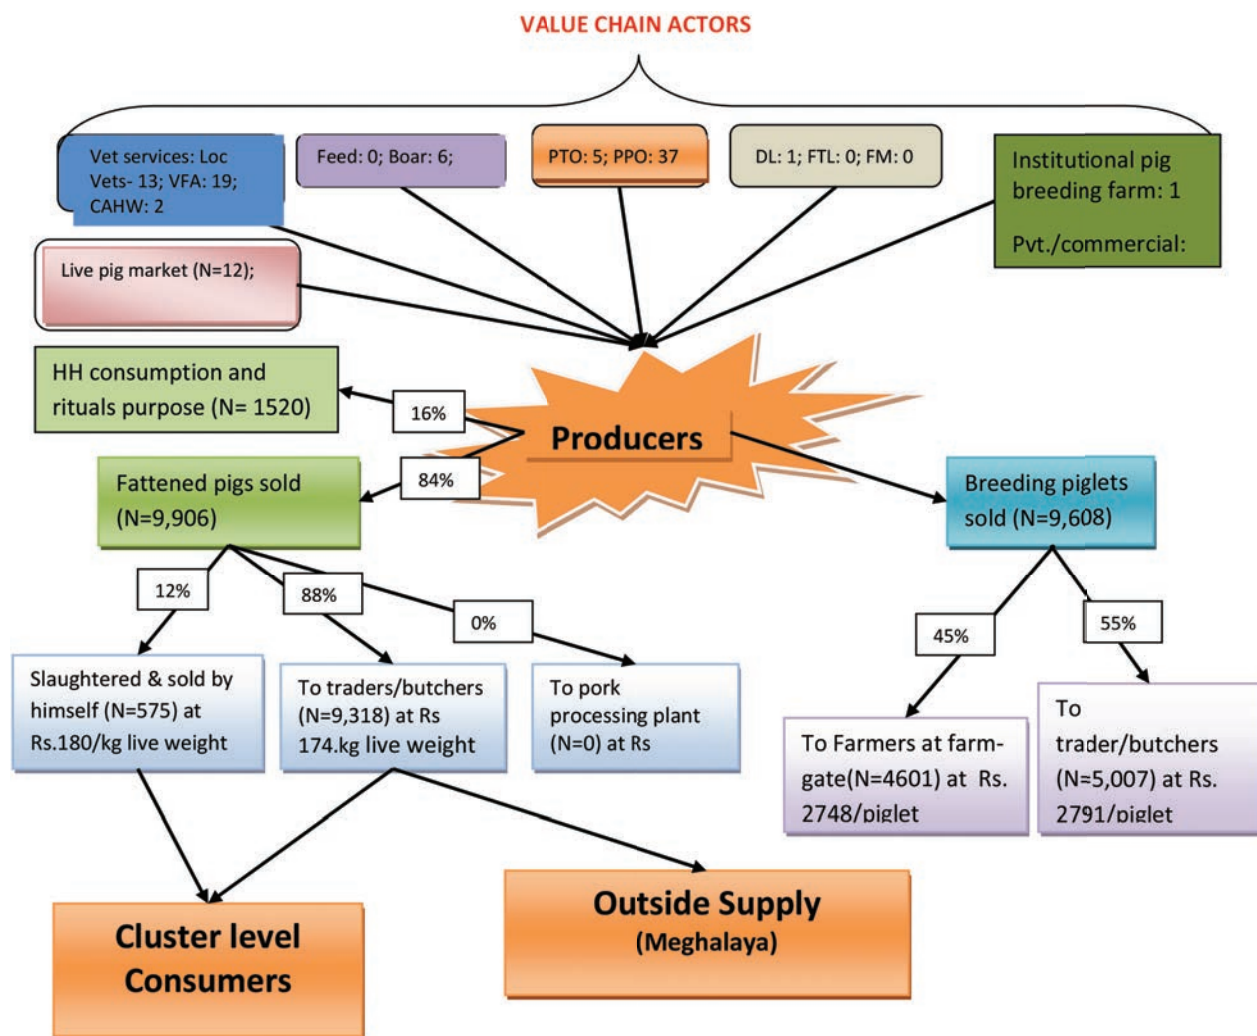 VALUE CHAIN ACTORS
Vet services: Loc
Vets- 13; VFA: 19;
CAHW: 2
Feed: 0; Boar: 6;
PTO: 5; PPO: 37
DL: 1; FTL: 0; FM: 0
Institutional pig
breeding farm: 1
Pvt./commercial:
Live pig market (N=12);
HH consumption and
rituals purpose (N= 1520)
16%
Producers
84%
Fattened pigs sold
(N=9,906)
Breeding piglets
sold (N=9,608)
12%
88%
0%
45%
55%
Slaughtered & sold by
himself (N=575) at
Rs.180/kg live weight
To traders/butchers
(N=9,318) at Rs
174.kg live weight
To pork
processing plant
(N=0) at Rs
To Farmers at farm-
gate(N=4601) at Rs.
2748/piglet
To
trader/butchers
(N=5,007) at Rs.
2791/piglet
Cluster level
Consumers
Outside Supply
(Meghalaya)